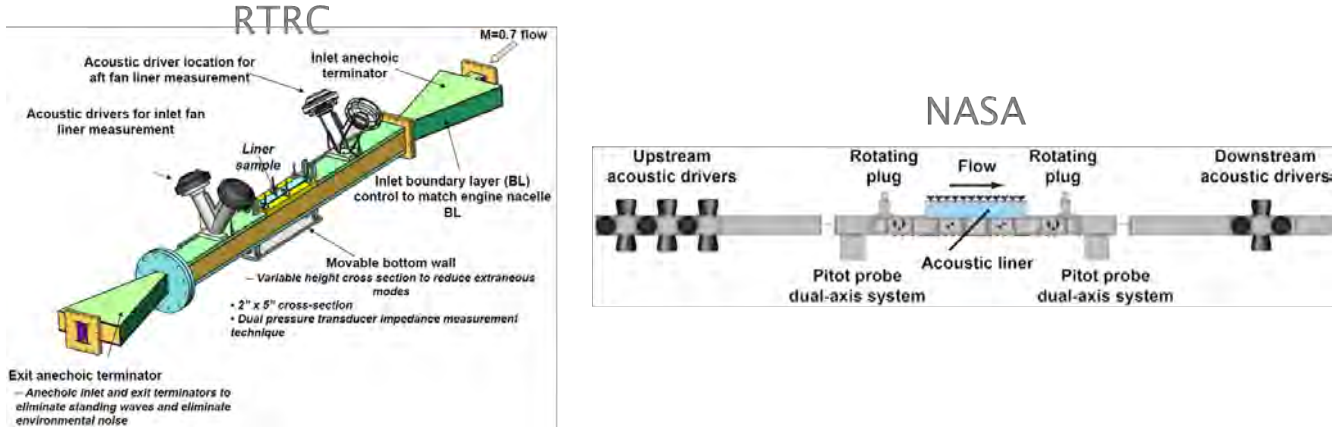 RTRC
M=0.7 flow
Acoustic driver location for
aft fan liner measurement
Inlet anechoic
terminator
Acoustic drivers for inlet fan
liner measurement
Liner
sample
Inlet boundary layer (BL)
control to match engine nacelle
BL
Movable bottom wall
– Variable height cross section to reduce extraneous
modes
• 2" x 5" cross-section
• Dual pressure transducer impedance measurement
technique
Exit anechoic terminator
– Anechoic inlet and exit terminators to
eliminate standing waves and eliminate
environmental noise
NASA
Upstream
acoustic drivers
Rotating
plug
Flow
Rotating
plug
Downstream
acoustic drivers
Pitot probe
dual-axis system
Acoustic liner
Pitot probe
dual-axis system